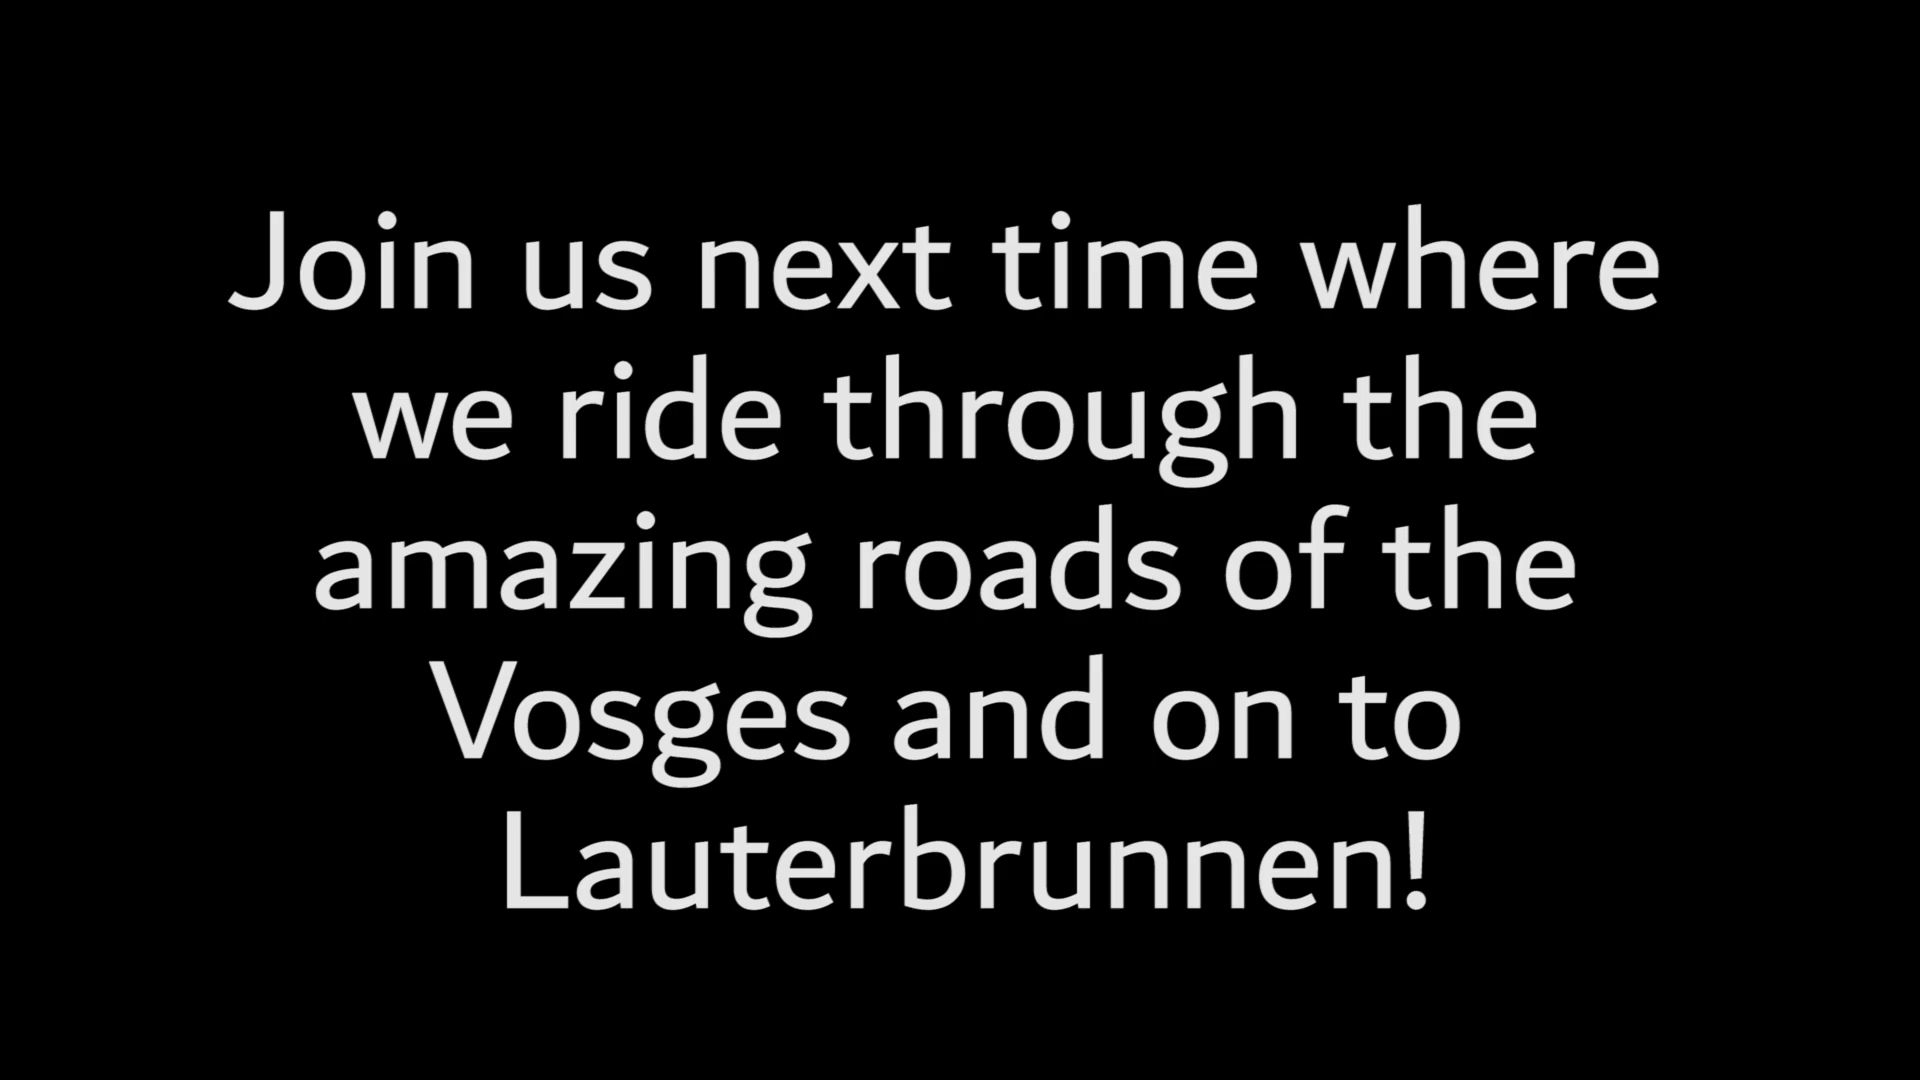 Join us next time where
we ride through the
amazing roads of the
Vosges and on to
Lauterbrunnen!